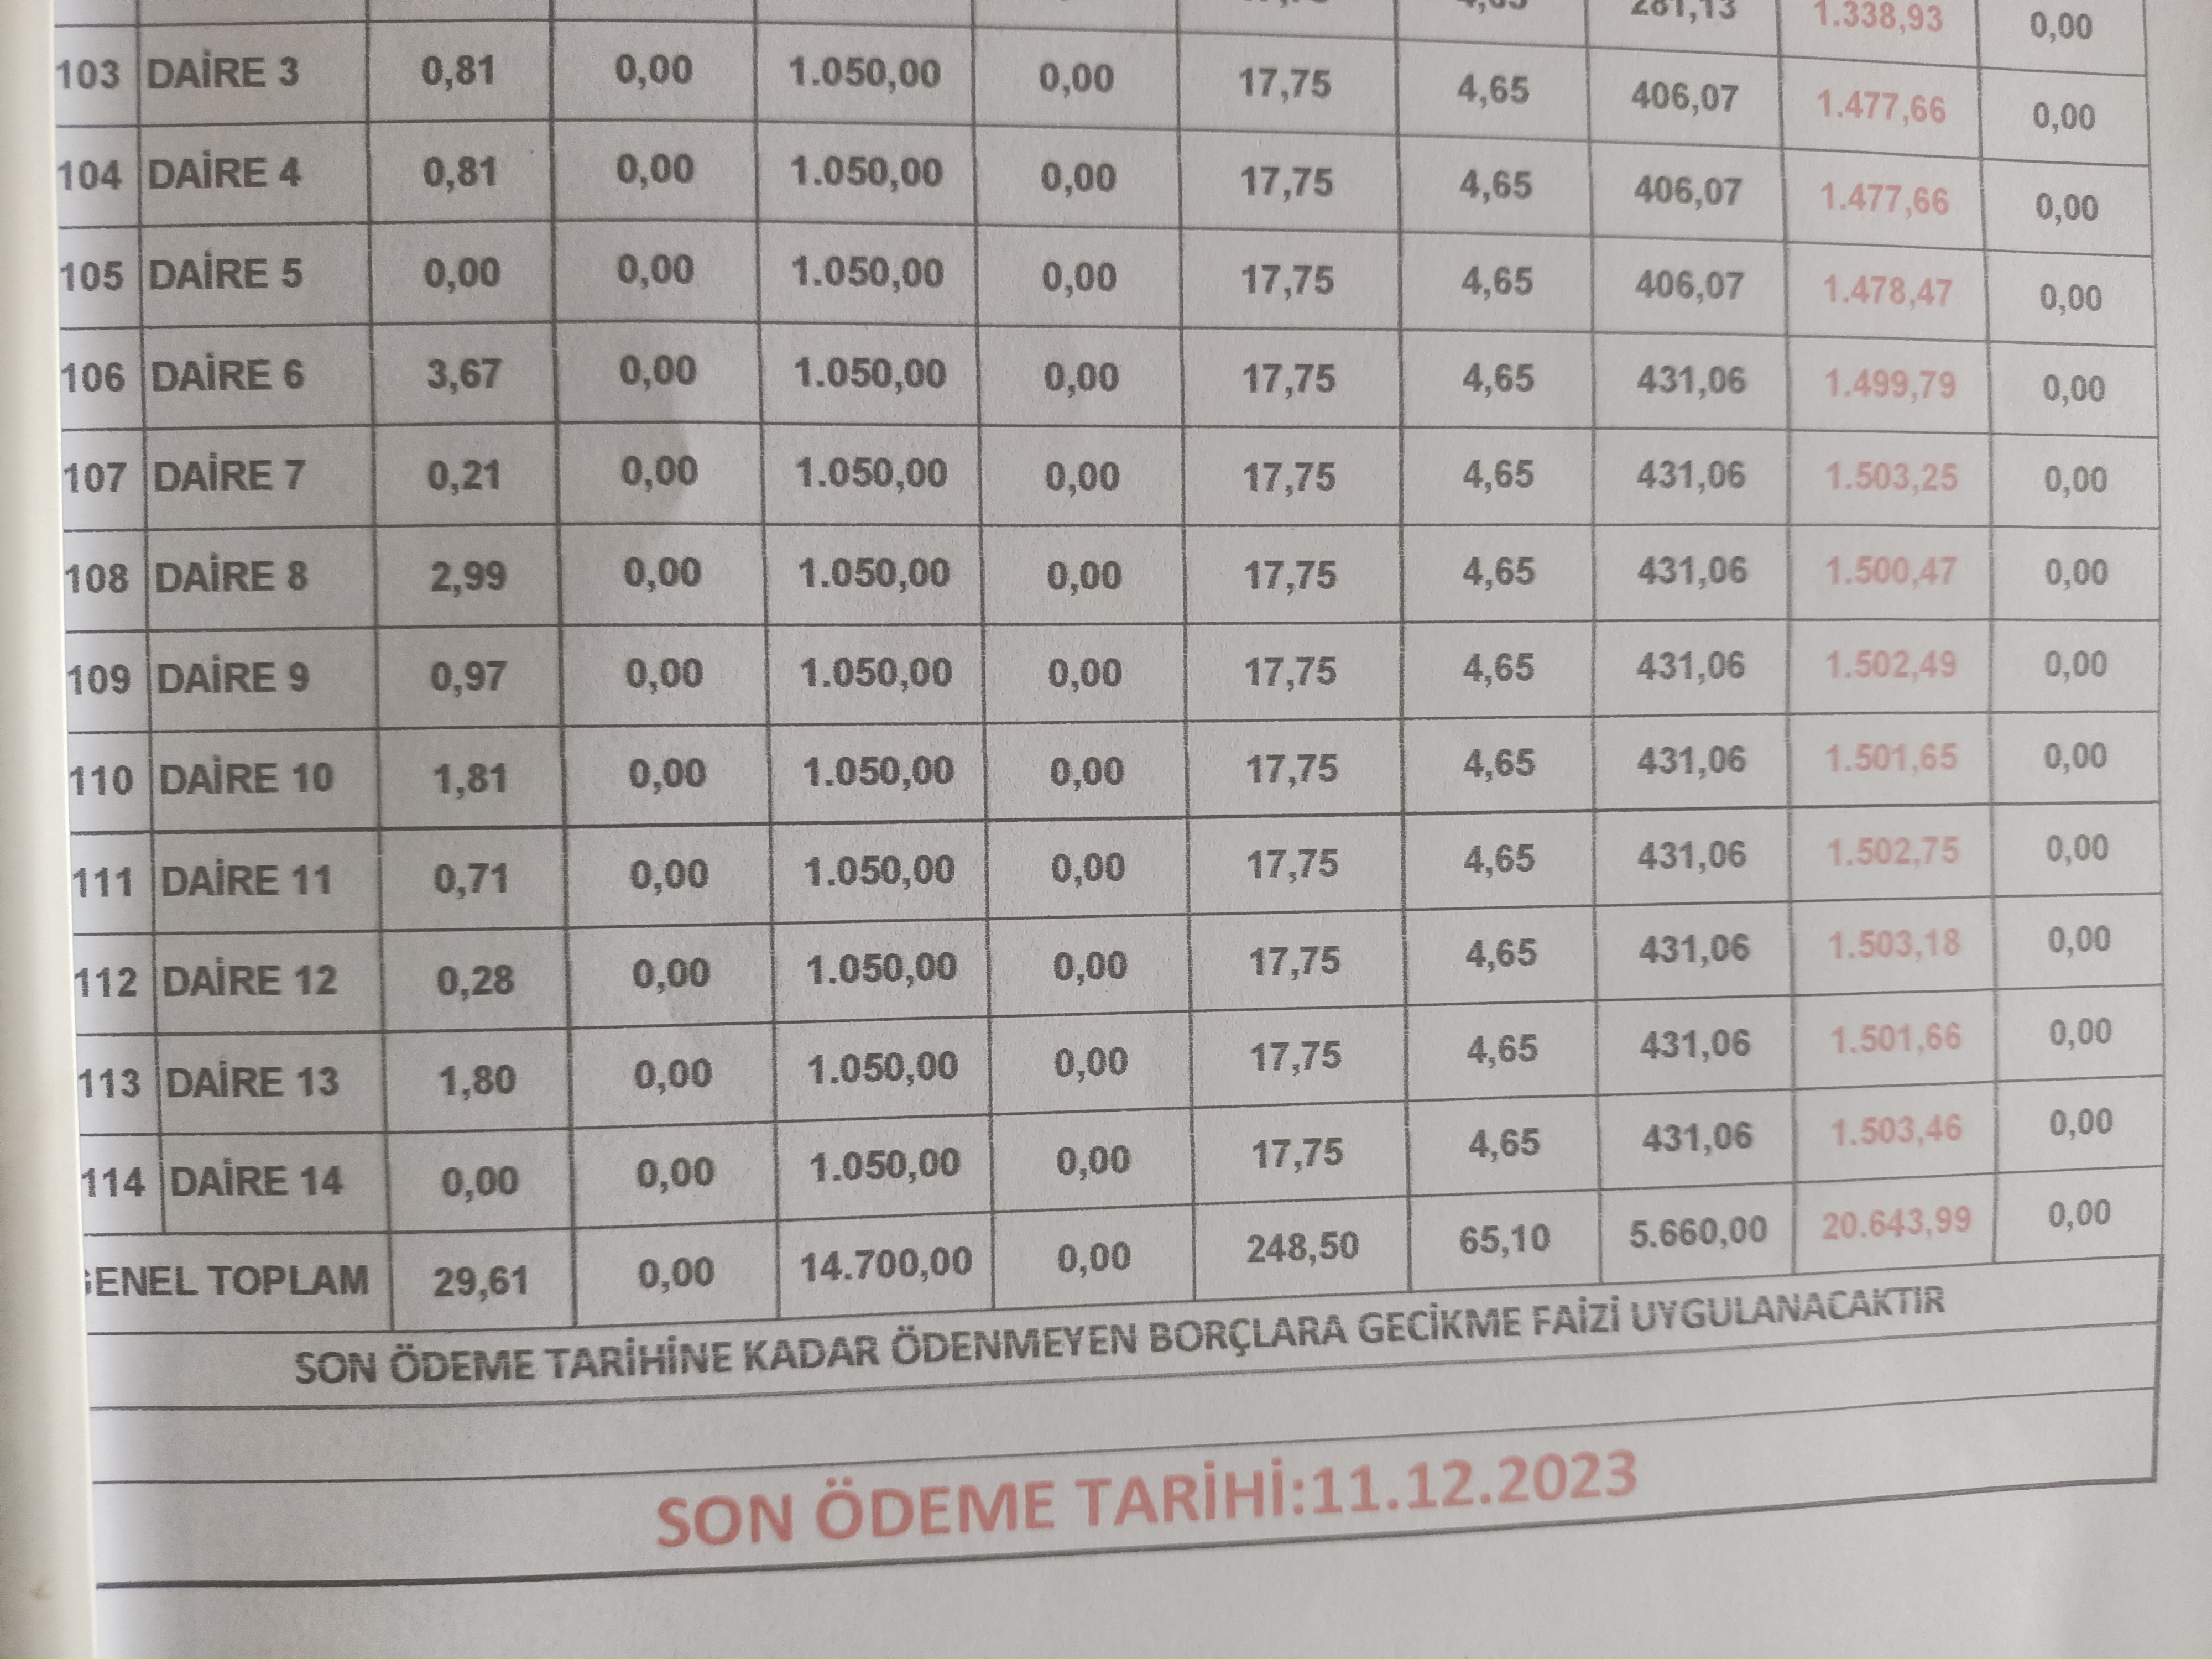 281,13 1.338,93 0,00
103 DAİRE 3 0,81 0,00 1.050,00 0,00 17,75 4,65 406,07 1.477,66 0,00
104 DAİRE 4 0,81 0,00 1.050,00 0,00 17,75 4,65 406,07 1.477,66 0,00
105 DAİRE 5 0,00 0,00 1.050,00 0,00 17,75 4,65 406,07 1.478,47 0,00
106 DAİRE 6 3,67 0,00 1.050,00 0,00 17,75 4,65 431,06 1.499,79 0,00
107 DAİRE 7 0,21 0,00 1.050,00 0,00 17,75 4,65 431,06 1.503,25 0,00
108 DAİRE 8 2,99 0,00 1.050,00 0,00 17,75 4,65 431,06 1.500,47 0,00
109 DAİRE 9 0,97 0,00 1.050,00 0,00 17,75 4,65 431,06 1.502,49 0,00
110 DAİRE 10 1,81 0,00 1.050,00 0,00 17,75 4,65 431,06 1.501,65 0,00
111 DAİRE 11 0,71 0,00 1.050,00 0,00 17,75 4,65 431,06 1.502,75 0,00
112 DAİRE 12 0,28 0,00 1.050,00 0,00 17,75 4,65 431,06 1.503,18 0,00
113 DAİRE 13 1,80 0,00 1.050,00 0,00 17,75 4,65 431,06 1.501,66 0,00
114 DAİRE 14 0,00 0,00 1.050,00 0,00 17,75 4,65 431,06 1.503,46 0,00
GENEL TOPLAM 29,61 0,00 14.700,00 0,00 248,50 65,10 5.660,00 20.643,99 0,00
SON ÖDEME TARİHİNE KADAR ÖDENMEYEN BORÇLARA GECİKME FAİZİ UYGULANACAKTIR
SON ÖDEME TARİHİ:11.12.2023